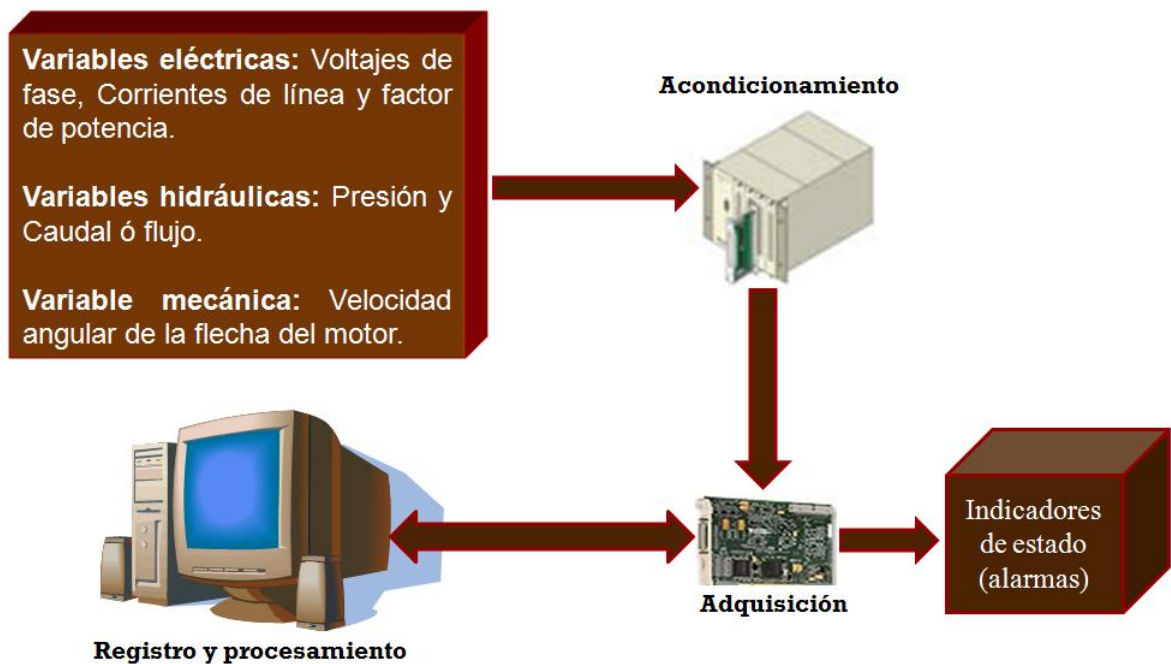 Variables eléctricas: Voltajes de
fase, Corrientes de línea y factor
de potencia.
Variables hidráulicas: Presión y
Caudal ó flujo.
Variable mecánica: Velocidad
angular de la flecha del motor.
Acondicionamiento
Registro y procesamiento
Adquisición
Indicadores
de estado
(alarmas)